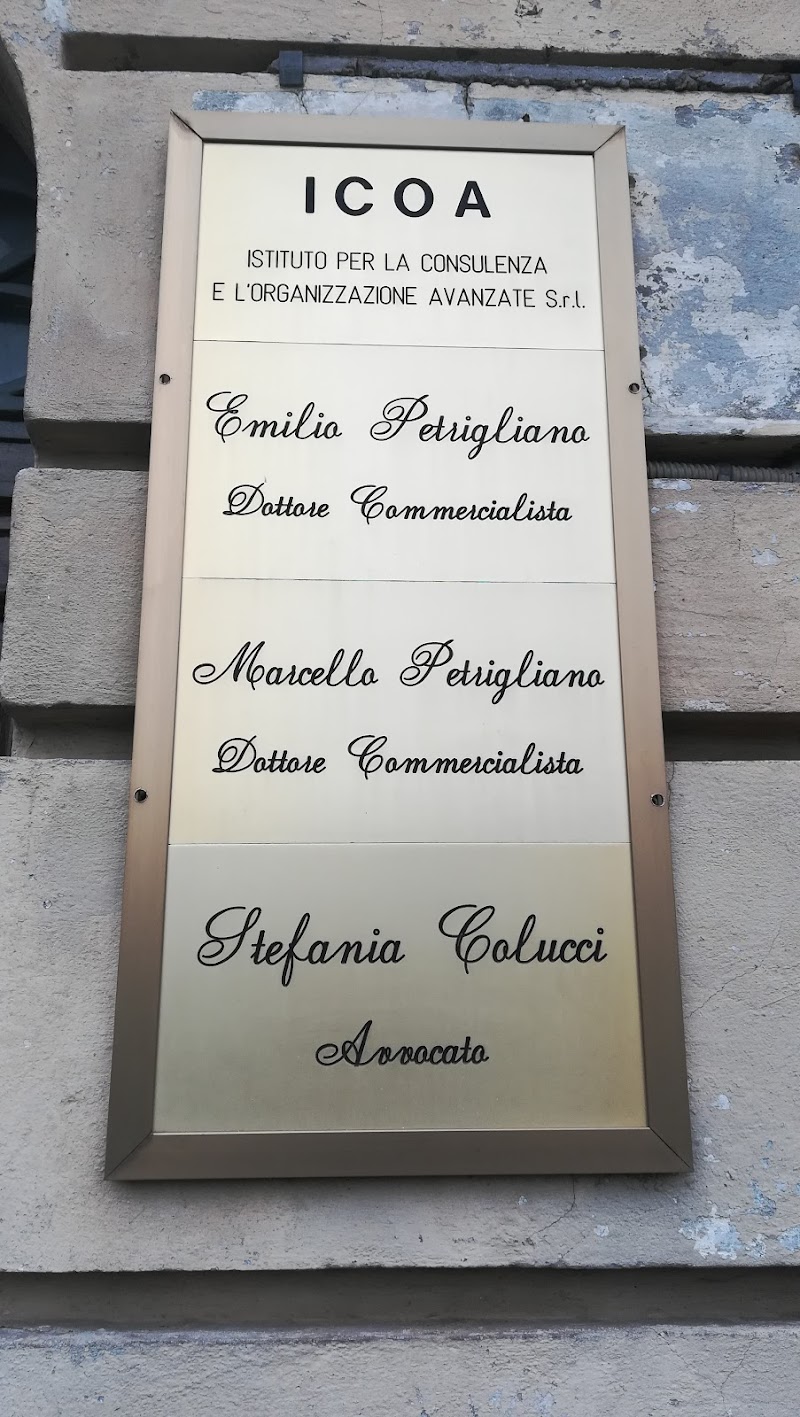 ICOA
ISTITUTO PER LA CONSULENZA
E L'ORGANIZZAZIONE AVANZATE S.r.l.
Emilio Petrigliano
Dottore Commercialista
Marcello Petrigliano
Dottore Commercialista
Stefania Colucci
Avvocato